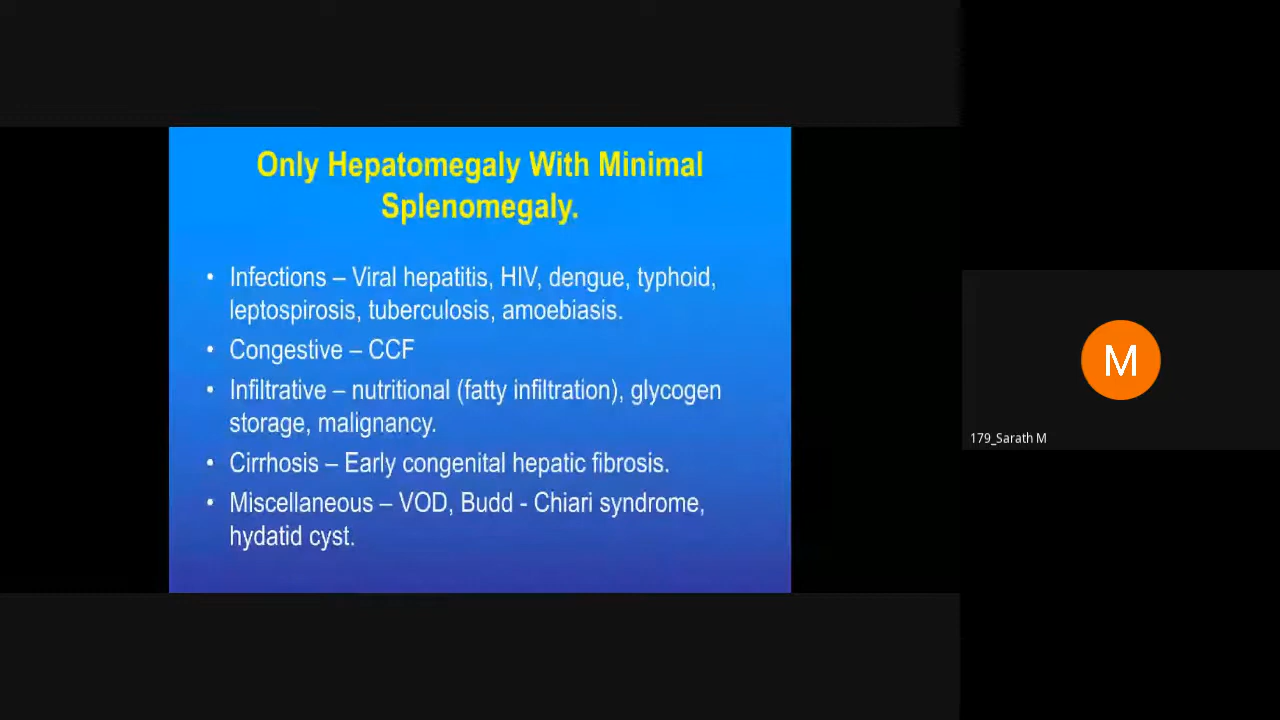 Only Hepatomegaly With Minimal
Splenomegaly.
• Infections – Viral hepatitis, HIV, dengue, typhoid,
leptospirosis, tuberculosis, amoebiasis.
• Congestive – CCF
• Infiltrative – nutritional (fatty infiltration), glycogen
storage, malignancy.
• Cirrhosis – Early congenital hepatic fibrosis.
• Miscellaneous – VOD, Budd - Chiari syndrome,
hydatid cyst.
M
179_Sarath M